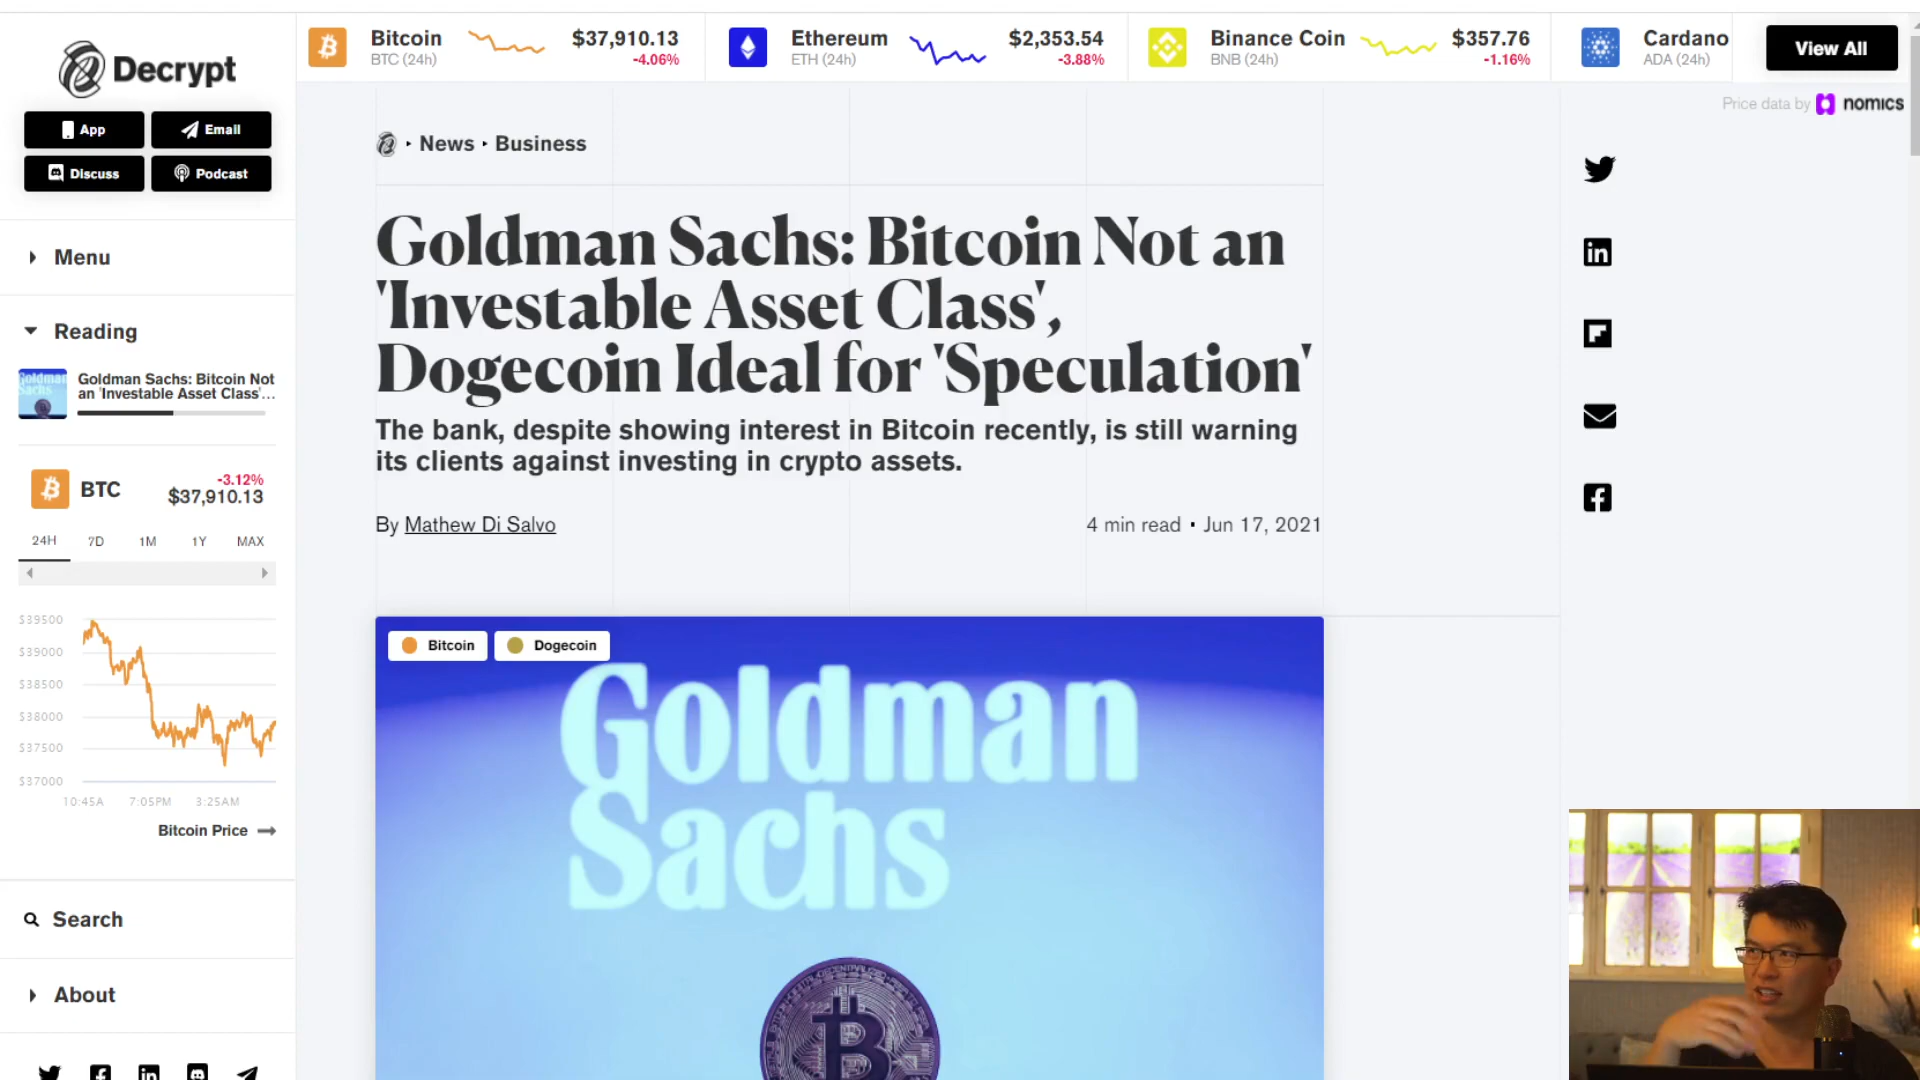 Decrypt
App
Email
Discuss
Podcast
Menu
Reading
Goldman Sachs: Bitcoin Not
an 'Investable Asset Class'...
BTC
-3.12%
$37,910.13
24H 7D 1M 1Y MAX
$39500
$39000
$38500
$38000
$37500
$37000
10:45A 7:05PM 3:25AM
Bitcoin Price
Search
About
Bitcoin
BTC (24h)
$37,910.13
-4.06%
Ethereum
ETH (24h)
$2,353.54
-3.88%
Binance Coin
BNB (24h)
$357.76
-1.16%
Cardano
ADA (24h)
View All
Price data by nomics
News · Business
Goldman Sachs: Bitcoin Not an
'Investable Asset Class',
Dogecoin Ideal for 'Speculation'
The bank, despite showing interest in Bitcoin recently, is still warning
its clients against investing in crypto assets.
By Mathew Di Salvo
4 min read • Jun 17, 2021
Bitcoin
Dogecoin
Goldman
Sachs